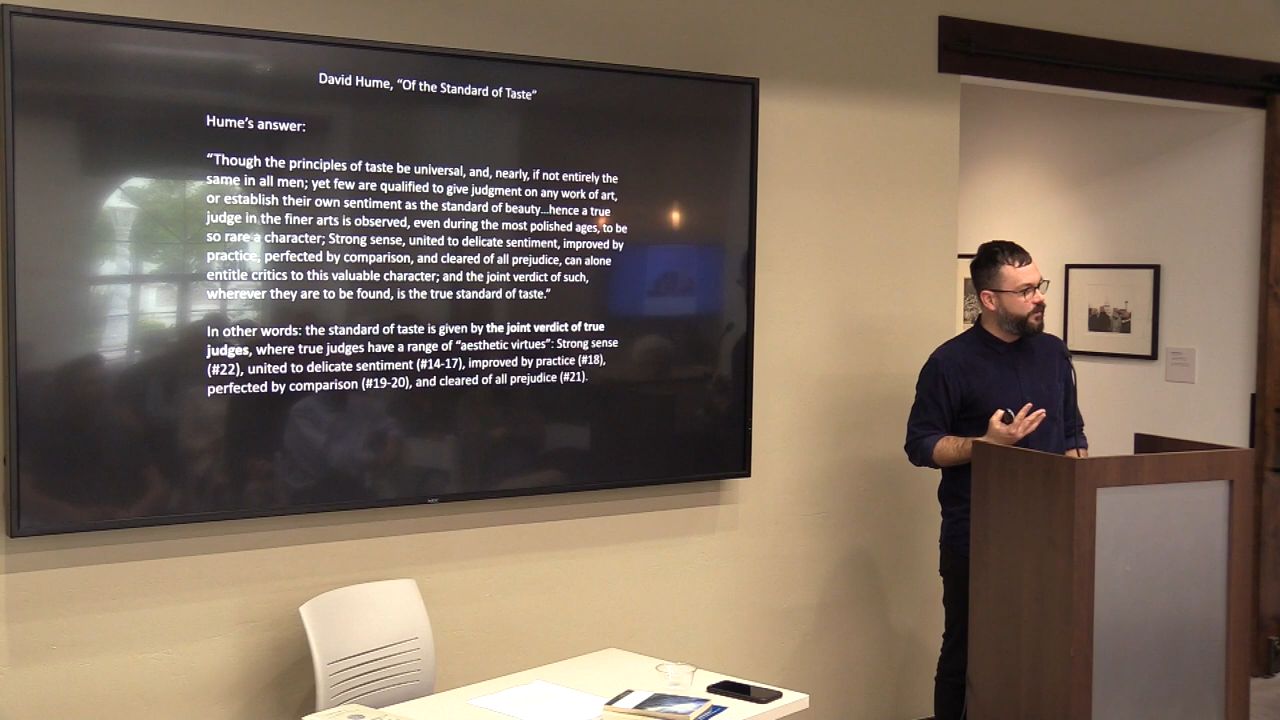 David Hume, “Of the Standard of Taste”
Hume’s answer:
“Though the principles of taste be universal, and, nearly, if not entirely the
same in all men; yet few are qualified to give judgment on any work of art,
or establish their own sentiment as the standard of beauty…hence a true
judge in the finer arts is observed, even during the most polished ages, to be
so rare a character; Strong sense, united to delicate sentiment, improved by
practice, perfected by comparison, and cleared of all prejudice, can alone
entitle critics to this valuable character; and the joint verdict of such,
wherever they are to be found, is the true standard of taste.”
In other words: the standard of taste is given by the joint verdict of true
judges, where true judges have a range of “aesthetic virtues”: Strong sense
(#22), united to delicate sentiment (#14-17), improved by practice (#18),
perfected by comparison (#19-20), and cleared of all prejudice (#21).
NEC